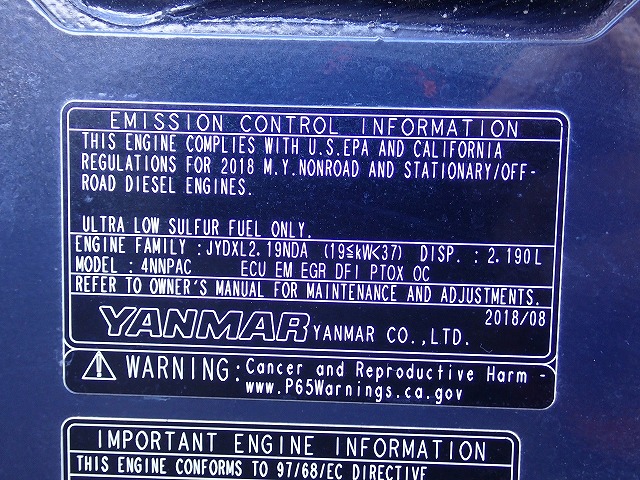 EMISSION CONTROL INFORMATION
THIS ENGINE COMPLIES WITH U.S.EPA AND CALIFORNIA
REGULATIONS FOR 2018 M.Y.NONROAD AND STATIONARY/OFF-
ROAD DIESEL ENGINES.
ULTRA LOW SULFUR FUEL ONLY.
ENGINE FAMILY : JYDXL2.19NDA (19≦kW<37) DISP. : 2.190L
MODEL : 4NNPAC ECU EM EGR DFI PTOX OC
REFER TO OWNER'S MANUAL FOR MAINTENANCE AND ADJUSTMENTS.
2018/08
YANMAR YANMAR CO.,LTD.
WARNING: Cancer and Reproductive Harm -
www.P65Warnings.ca.gov
IMPORTANT ENGINE INFORMATION
THIS ENGINE CONFORMS TO 97/68/EC DIRECTIVE